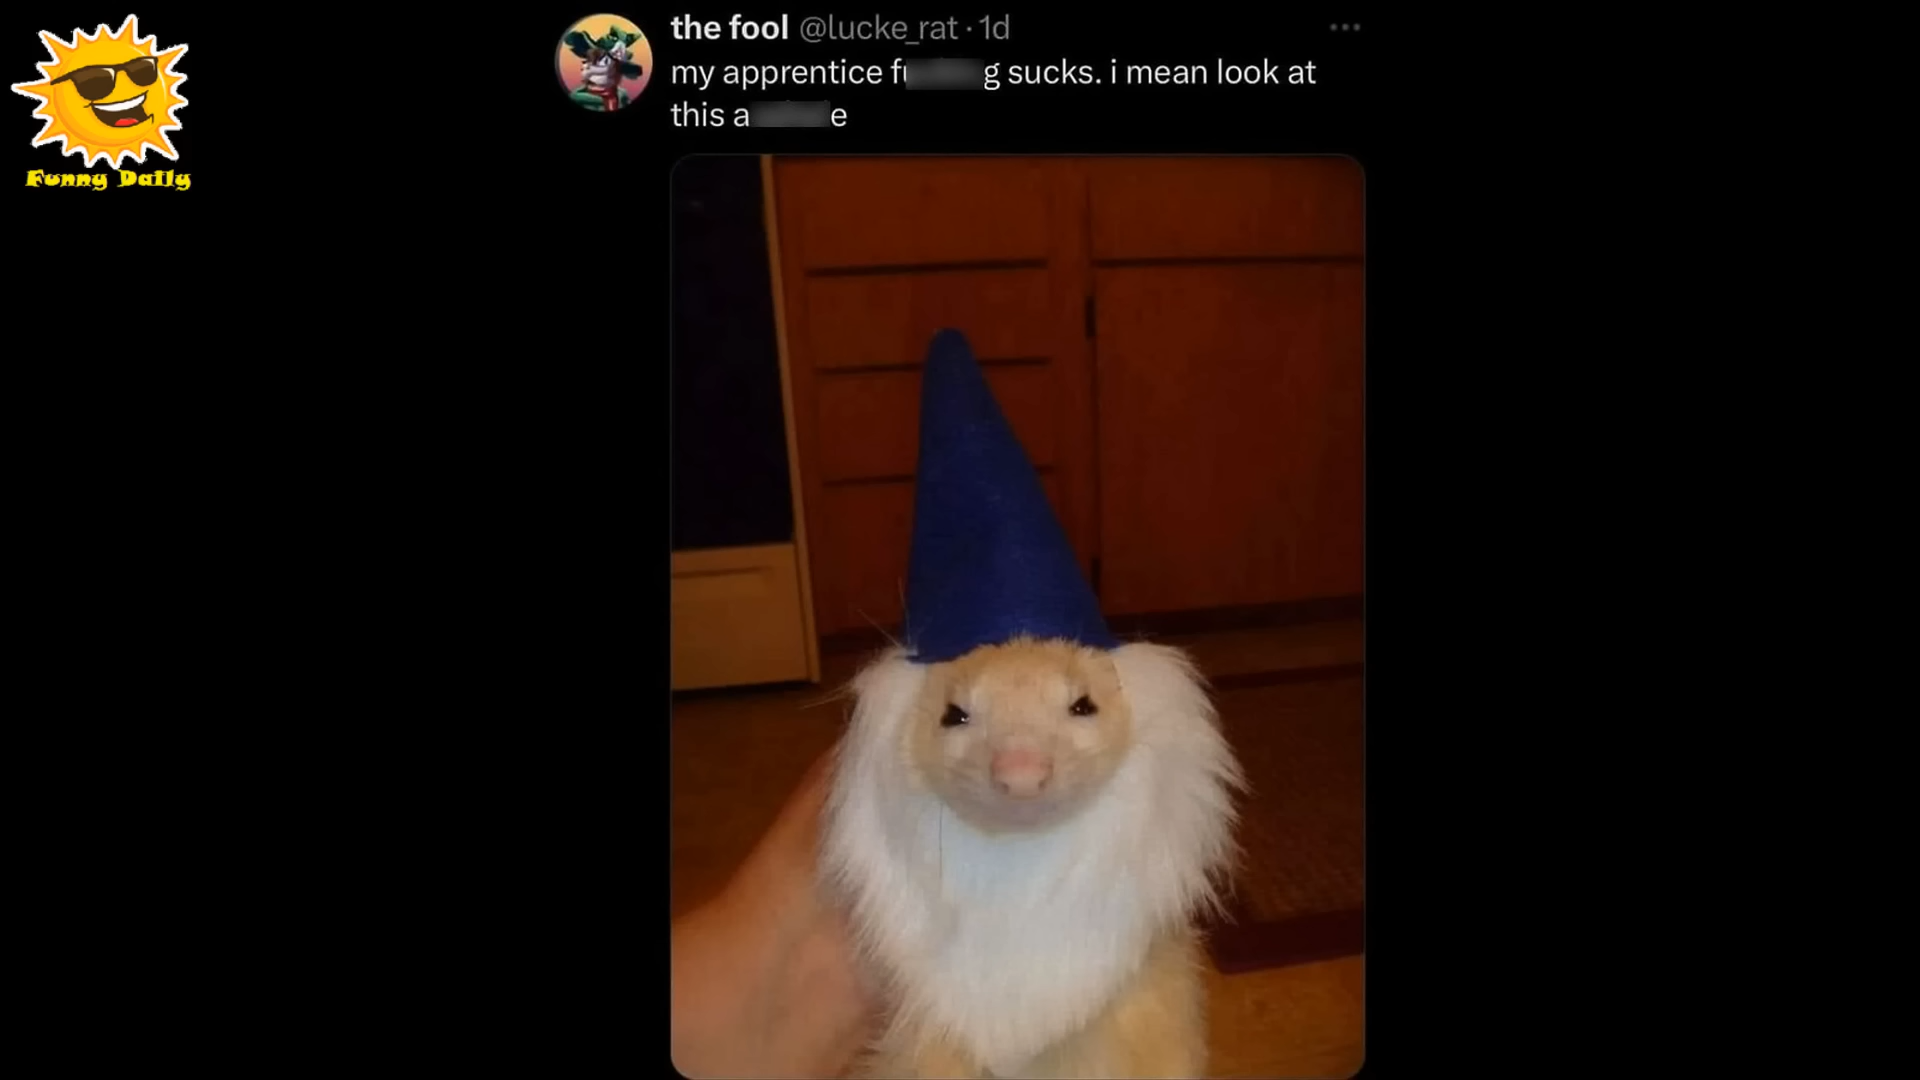 the fool @lucke_rat · 1d
my apprentice fu g sucks. i mean look at
this a e
Funny Daily